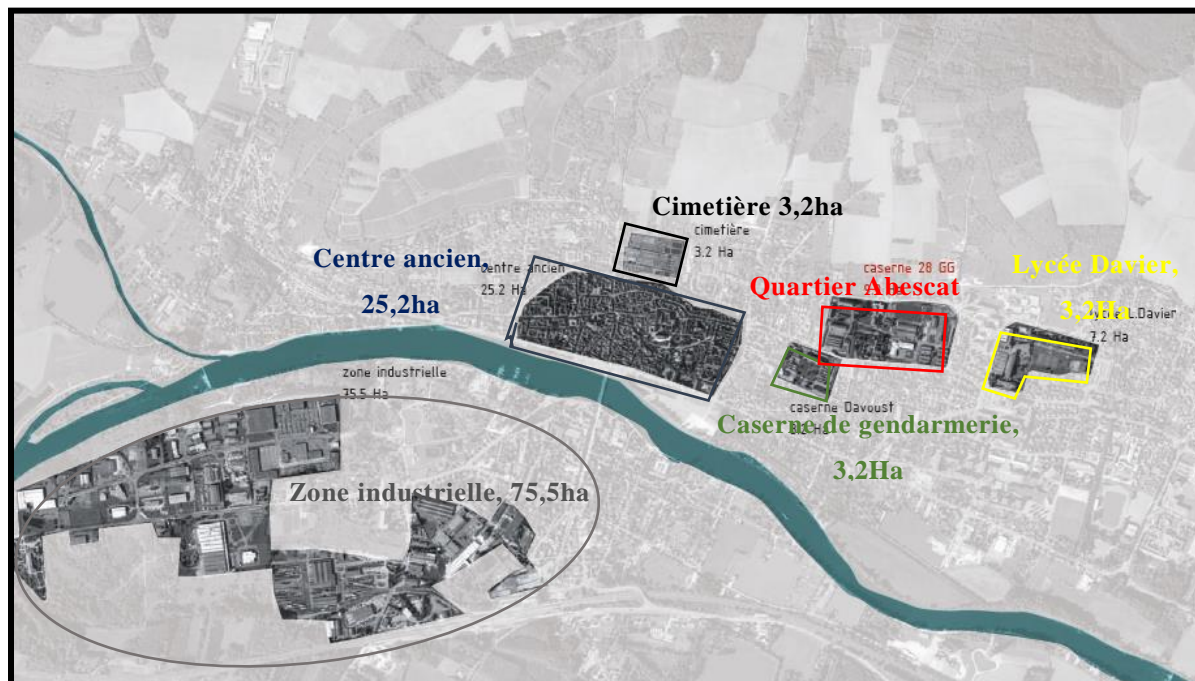 Cimetière 3,2ha
cimetière
3.2 Ha
Centre ancien,
25,2ha
centre ancien
25.2 Ha
caserne 28 GG
Quartier Abescat
Lycée Davier,
3,2Ha
lycée L.Davier
7.2 Ha
zone industrielle
75.5 Ha
caserne Davoust
Caserne de gendarmerie,
3,2Ha
Zone industrielle, 75,5ha